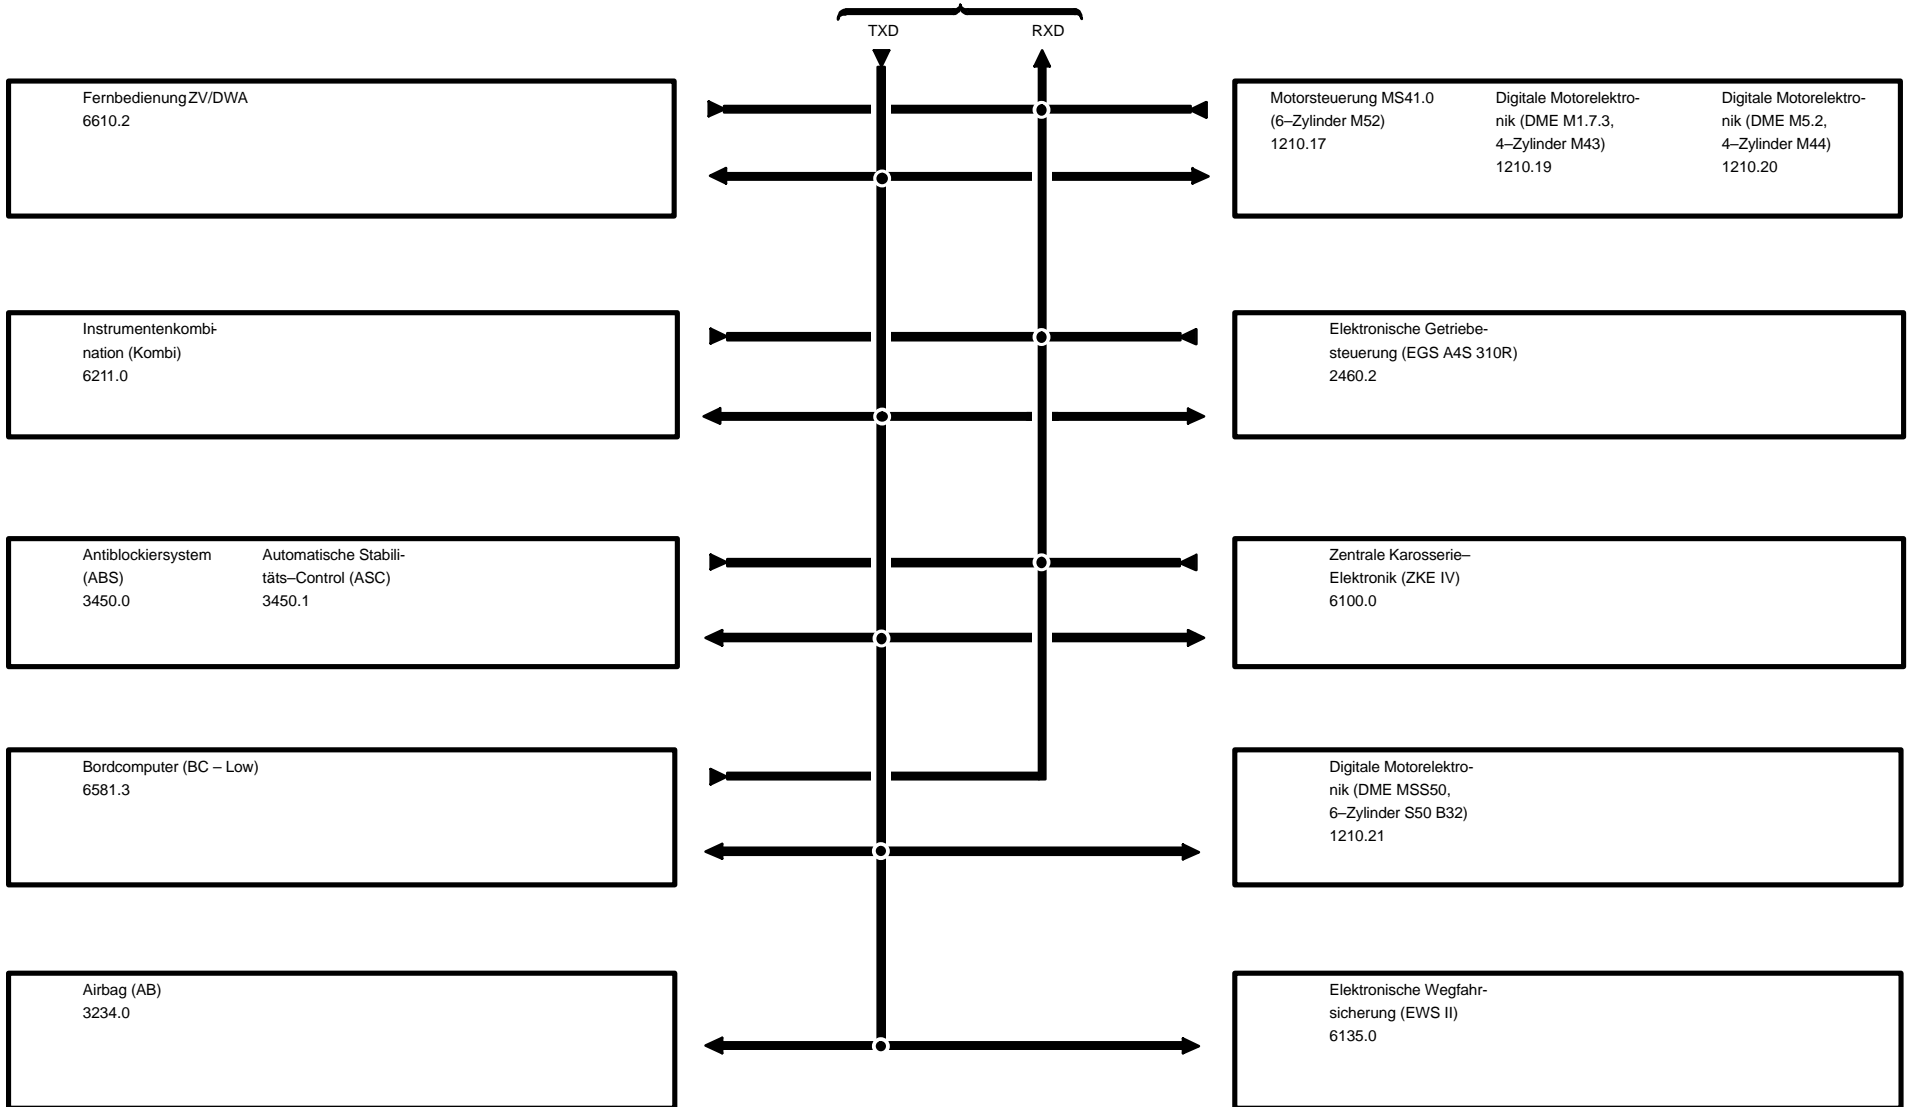 TXD
RXD
Fernbedienung ZV/DWA
6610.2
Motorsteuerung MS41.0
(6–Zylinder M52)
1210.17
Digitale Motorelektro-
nik (DME M1.7.3,
4–Zylinder M43)
1210.19
Digitale Motorelektro-
nik (DME M5.2,
4–Zylinder M44)
1210.20
Instrumentenkombi-
nation (Kombi)
6211.0
Elektronische Getriebe-
steuerung (EGS A4S 310R)
2460.2
Antiblockiersystem
(ABS)
3450.0
Automatische Stabili-
täts–Control (ASC)
3450.1
Zentrale Karosserie–
Elektronik (ZKE IV)
6100.0
Bordcomputer (BC – Low)
6581.3
Digitale Motorelektro-
nik (DME MSS50,
6–Zylinder S50 B32)
1210.21
Airbag (AB)
3234.0
Elektronische Wegfahr-
sicherung (EWS II)
6135.0